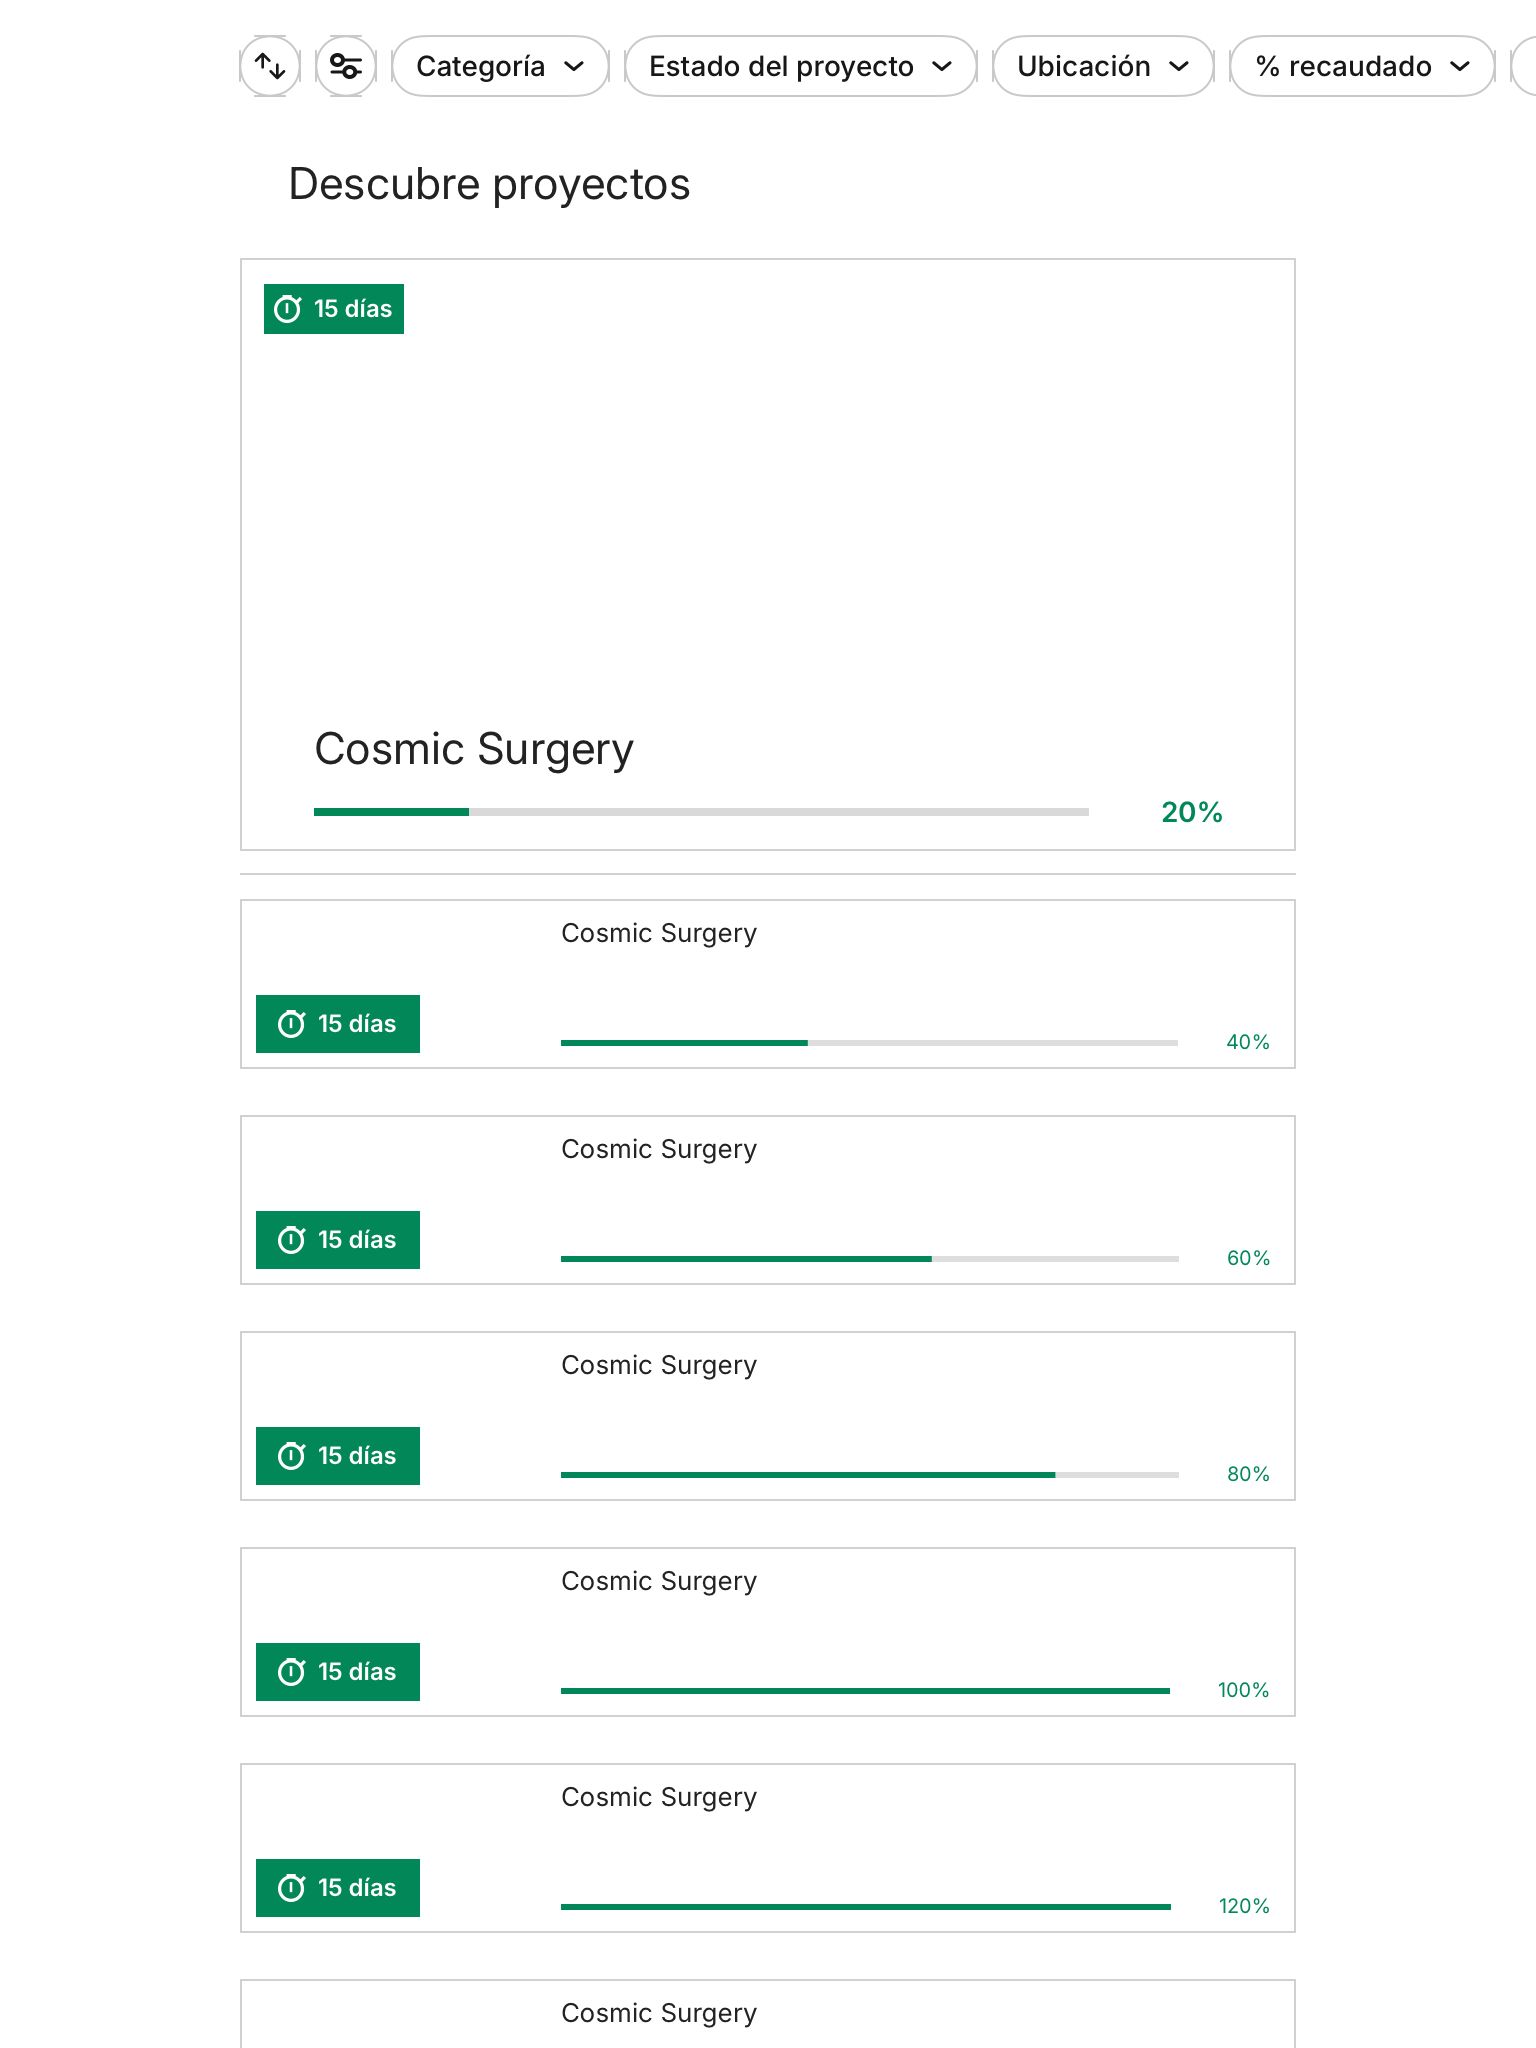 Categoría
Estado del proyecto
Ubicación
% recaudado
Descubre proyectos
15 días
Cosmic Surgery
20%
Cosmic Surgery
15 días
40%
Cosmic Surgery
15 días
60%
Cosmic Surgery
15 días
80%
Cosmic Surgery
15 días
100%
Cosmic Surgery
15 días
120%
Cosmic Surgery